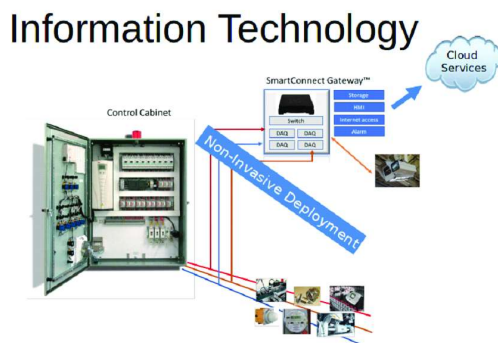 Information Technology
Cloud
Services
SmartConnect Gateway™
Control Cabinet
Switch
DAQ DAQ
DAQ DAQ
Storage
HMI
Internet access
Alarm
Non-Invasive Deployment